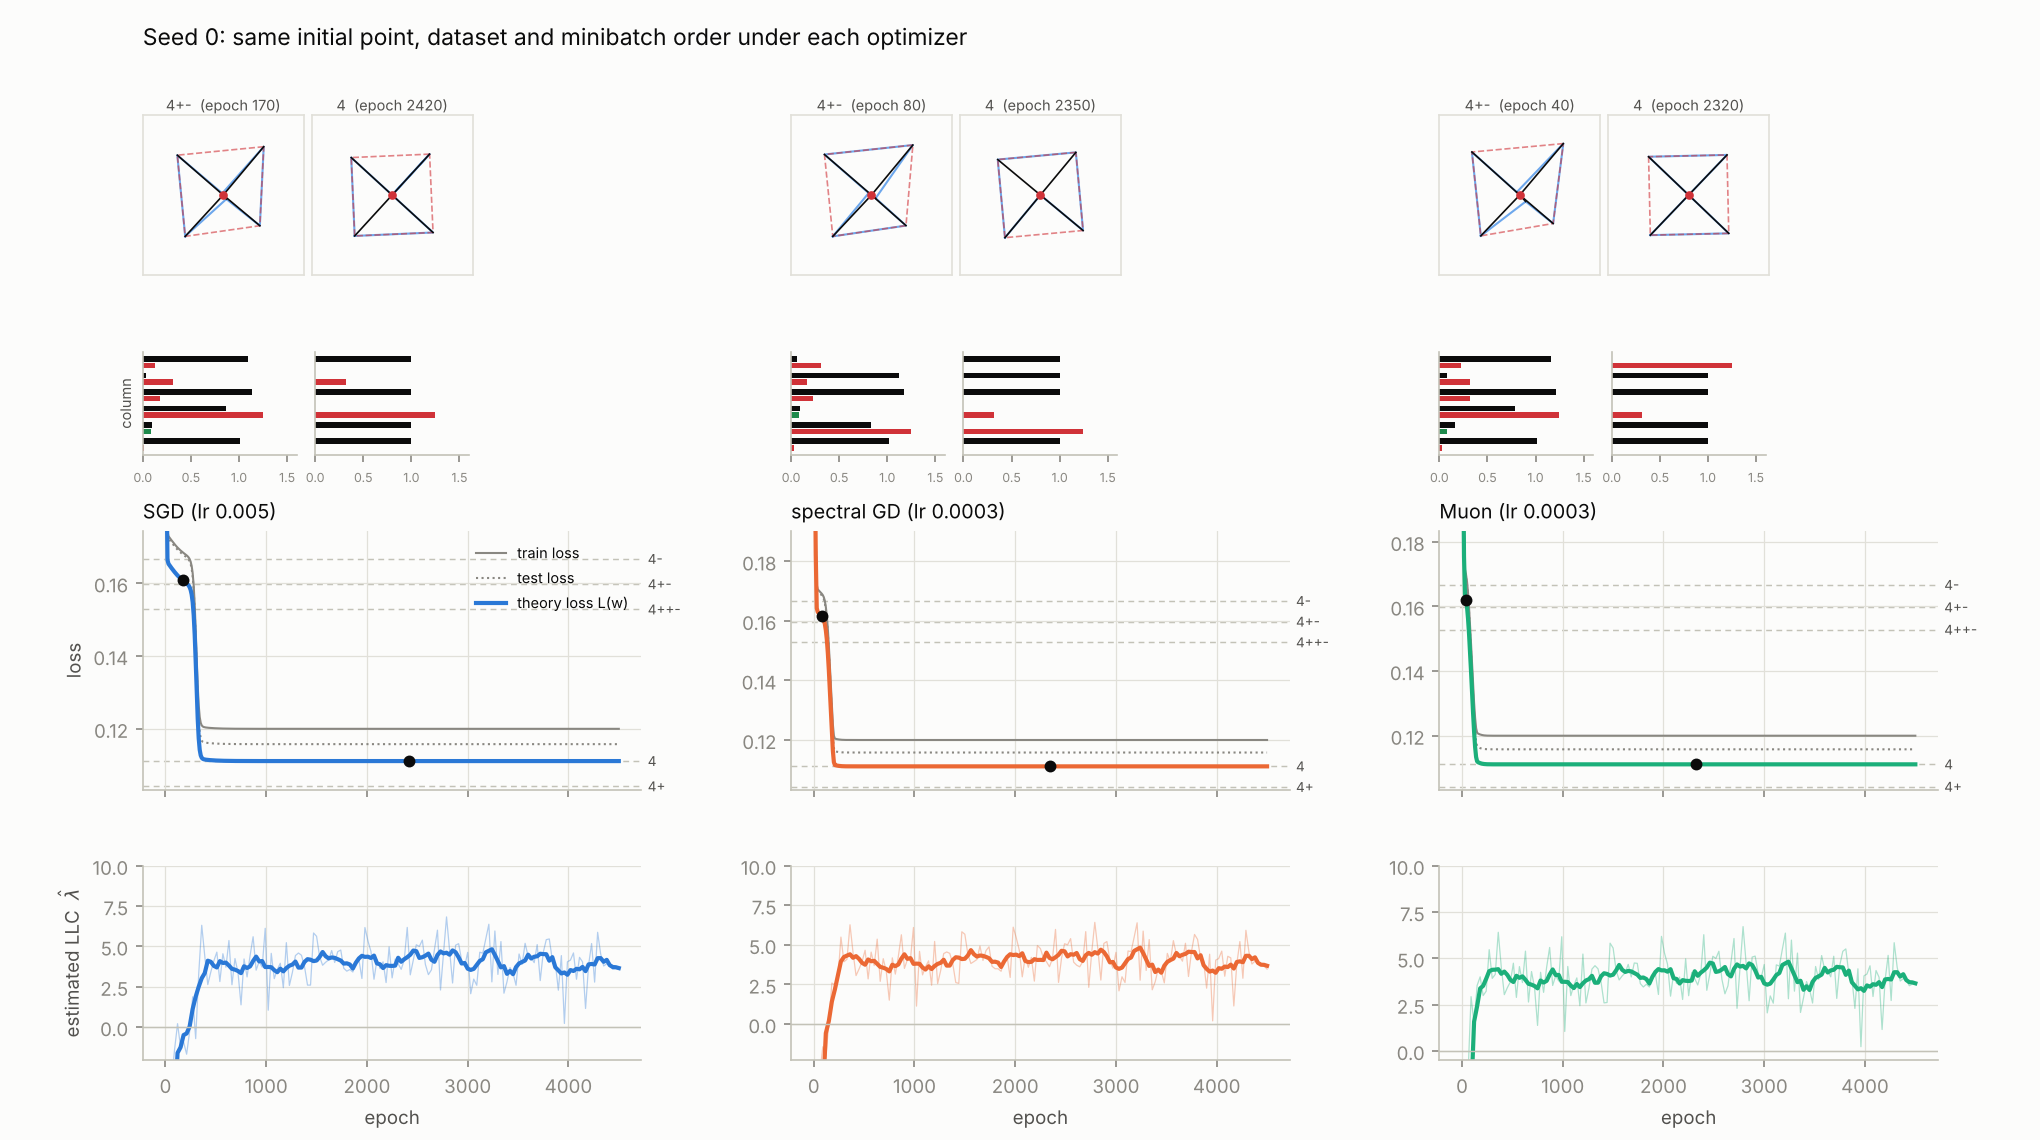 Seed 0: same initial point, dataset and minibatch order under each optimizer
4+- (epoch 170) 4 (epoch 2420) 4+- (epoch 80) 4 (epoch 2350) 4+- (epoch 40) 4 (epoch 2320)
column
0.0 0.5 1.0 1.5 0.0 0.5 1.0 1.5 0.0 0.5 1.0 1.5 0.0 0.5 1.0 1.5 0.0 0.5 1.0 1.5 0.0 0.5 1.0 1.5
SGD (lr 0.005)
loss
0.16
0.14
0.12
train loss
test loss
theory loss L(w)
4-
4+-
4++-
4
4+
spectral GD (lr 0.0003)
0.18
0.16
0.14
0.12
4-
4+-
4++-
4
4+
Muon (lr 0.0003)
0.18
0.16
0.14
0.12
4-
4+-
4++-
4
4+
estimated LLC λ̂
10.0
7.5
5.0
2.5
0.0
0 1000 2000 3000 4000
epoch
10.0
7.5
5.0
2.5
0.0
0 1000 2000 3000 4000
epoch
10.0
7.5
5.0
2.5
0.0
0 1000 2000 3000 4000
epoch